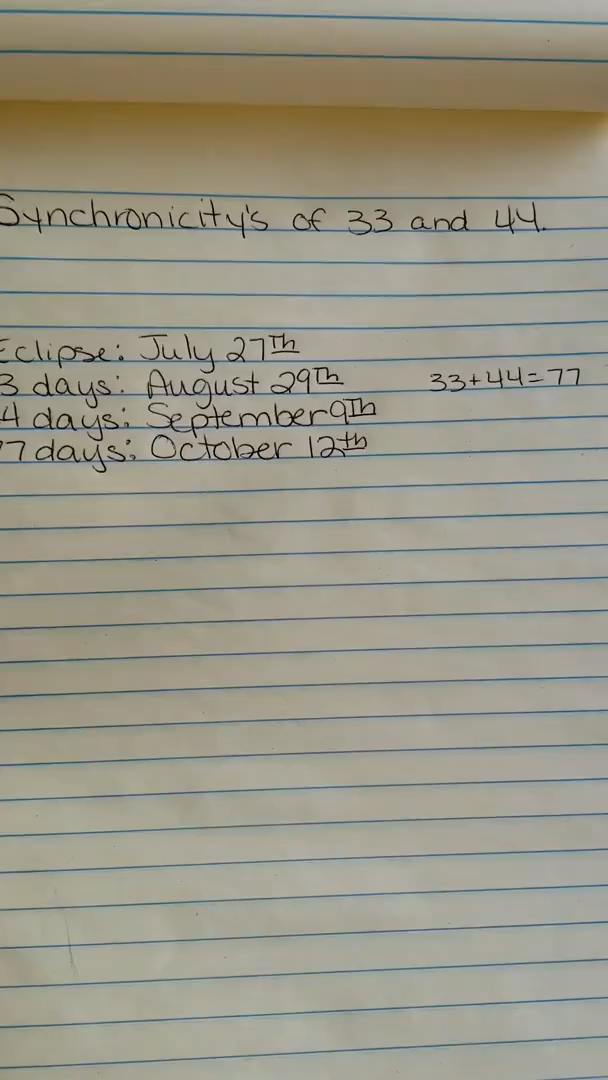 Synchronicity's of 33 and 44.
Eclipse: July 27Th
3 days: August 29Th 33+44=77
4 days: September 9Th
7 days: October 12th